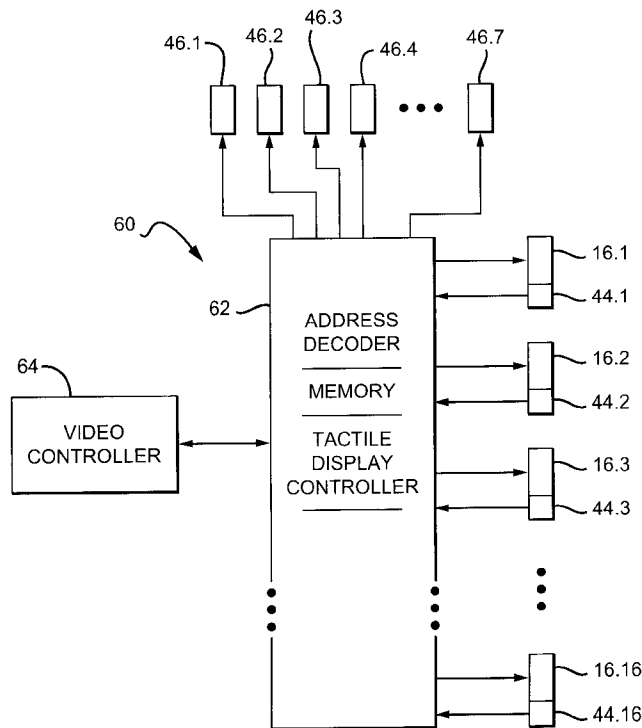 46.1
46.2
46.3
46.4
46.7
60
62
16.1
44.1
ADDRESS
DECODER
16.2
44.2
MEMORY
64
VIDEO
CONTROLLER
TACTILE
DISPLAY
CONTROLLER
16.3
44.3
16.16
44.16